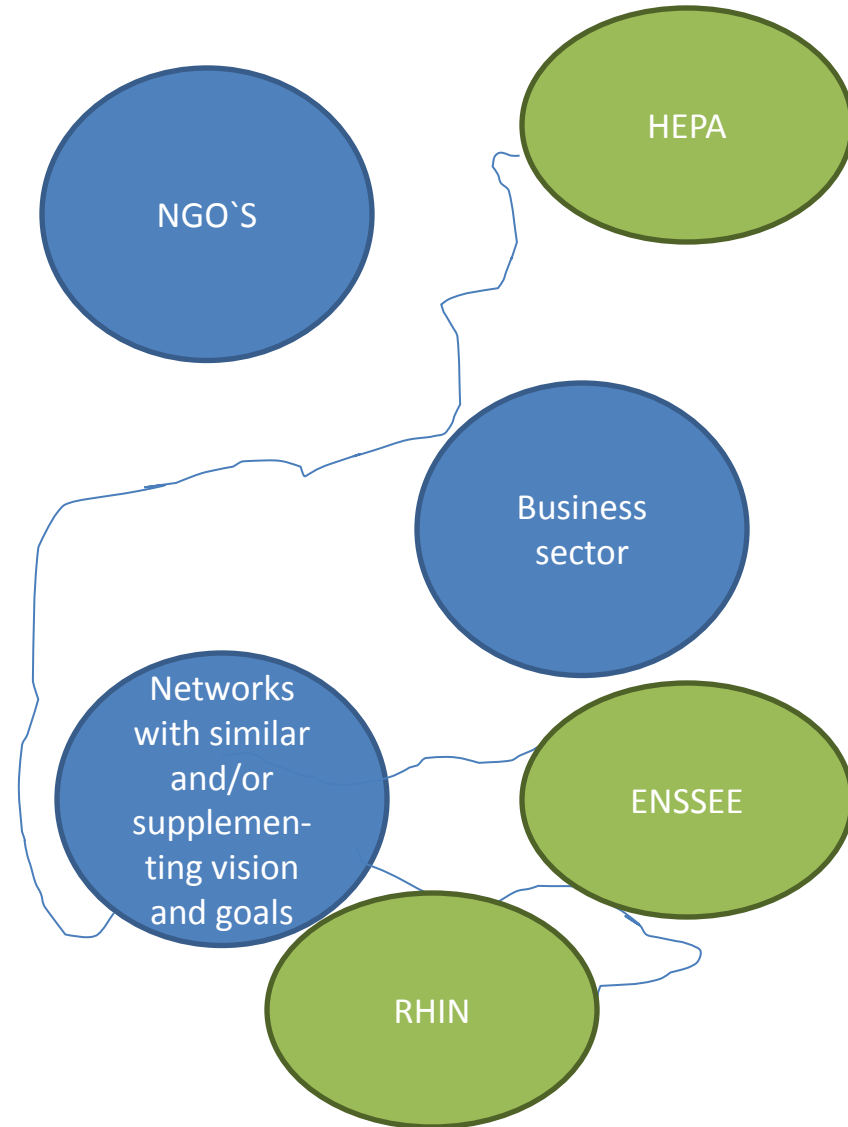 HEPA
NGO`S
Business
sector
Networks
with similar
and/or
supplemen-
ting vision
and goals
ENSSEE
RHIN